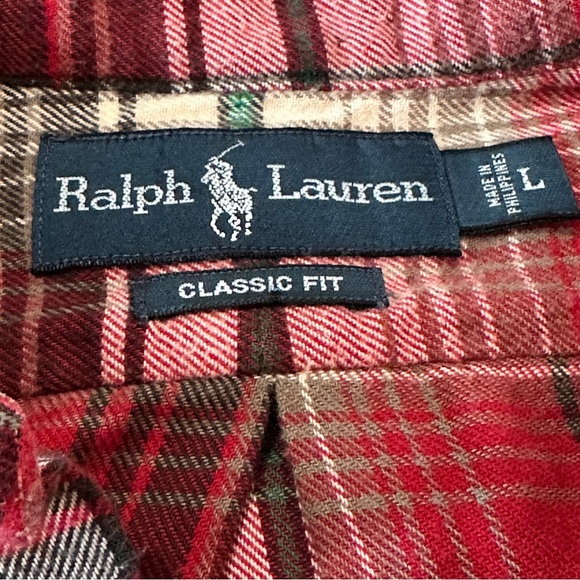 Ralph Lauren
CLASSIC FIT
MADE IN
PHILIPPINES
L